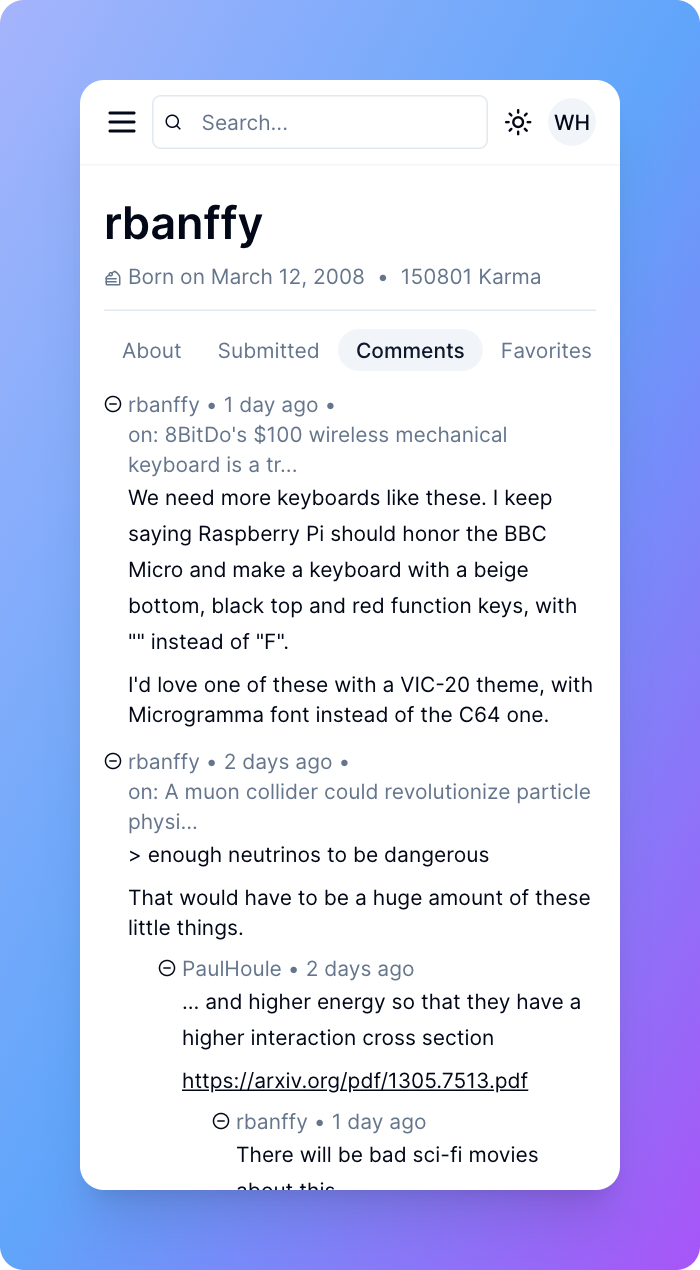 Search...
WH
rbanffy
Born on March 12, 2008 • 150801 Karma
About Submitted Comments Favorites
rbanffy • 1 day ago •
on: 8BitDo's $100 wireless mechanical
keyboard is a tr...
We need more keyboards like these. I keep
saying Raspberry Pi should honor the BBC
Micro and make a keyboard with a beige
bottom, black top and red function keys, with
"" instead of "F".
I'd love one of these with a VIC-20 theme, with
Microgramma font instead of the C64 one.
rbanffy • 2 days ago •
on: A muon collider could revolutionize particle
physi...
> enough neutrinos to be dangerous
That would have to be a huge amount of these
little things.
PaulHoule • 2 days ago
... and higher energy so that they have a
higher interaction cross section
https://arxiv.org/pdf/1305.7513.pdf
rbanffy • 1 day ago
There will be bad sci-fi movies
about this